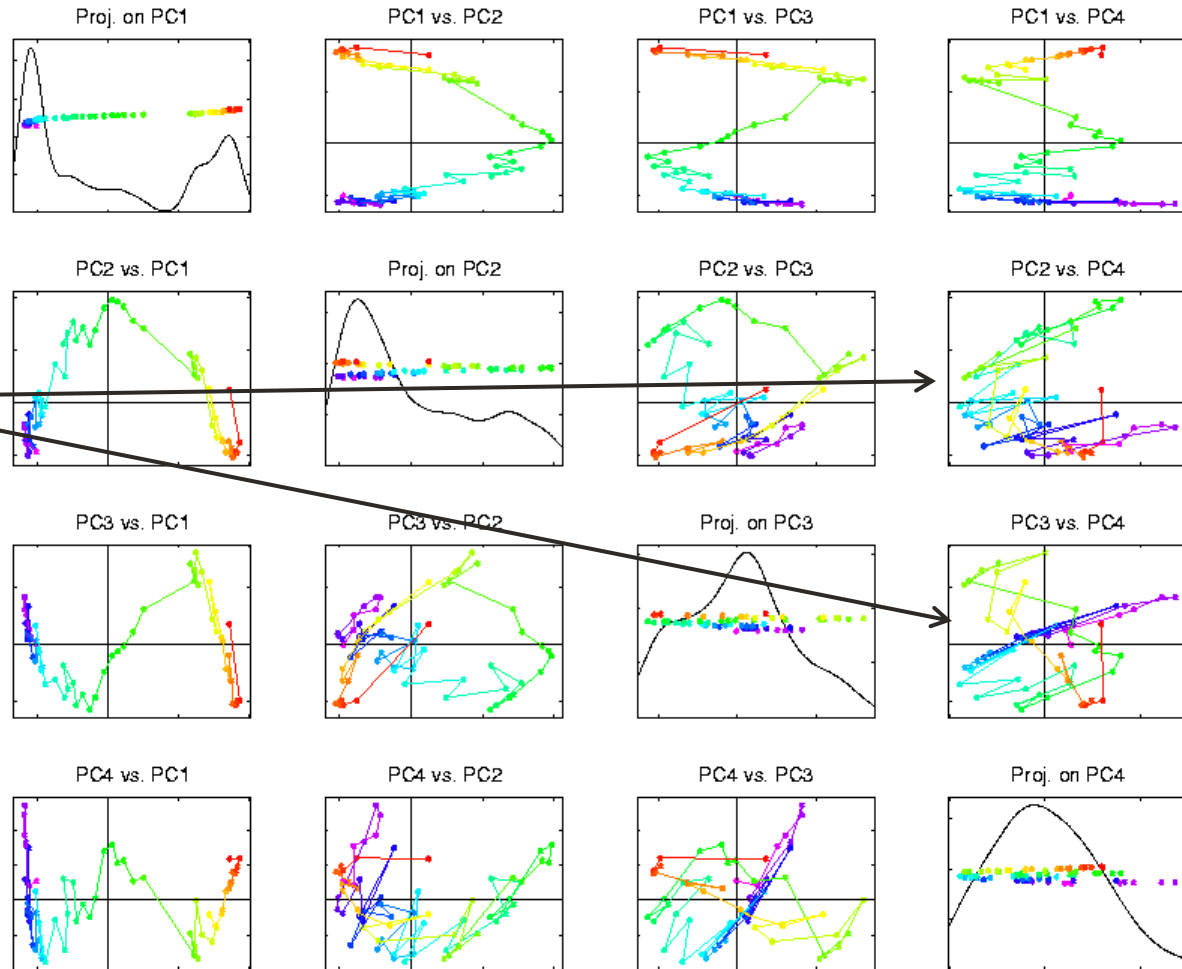 Proj. on PC1
PC1 vs. PC2
PC1 vs. PC3
PC1 vs. PC4
PC2 vs. PC1
Proj. on PC2
PC2 vs. PC3
PC2 vs. PC4
PC3 vs. PC1
PC3 vs. PC2
Proj. on PC3
PC3 vs. PC4
PC4 vs. PC1
PC4 vs. PC2
PC4 vs. PC3
Proj. on PC4